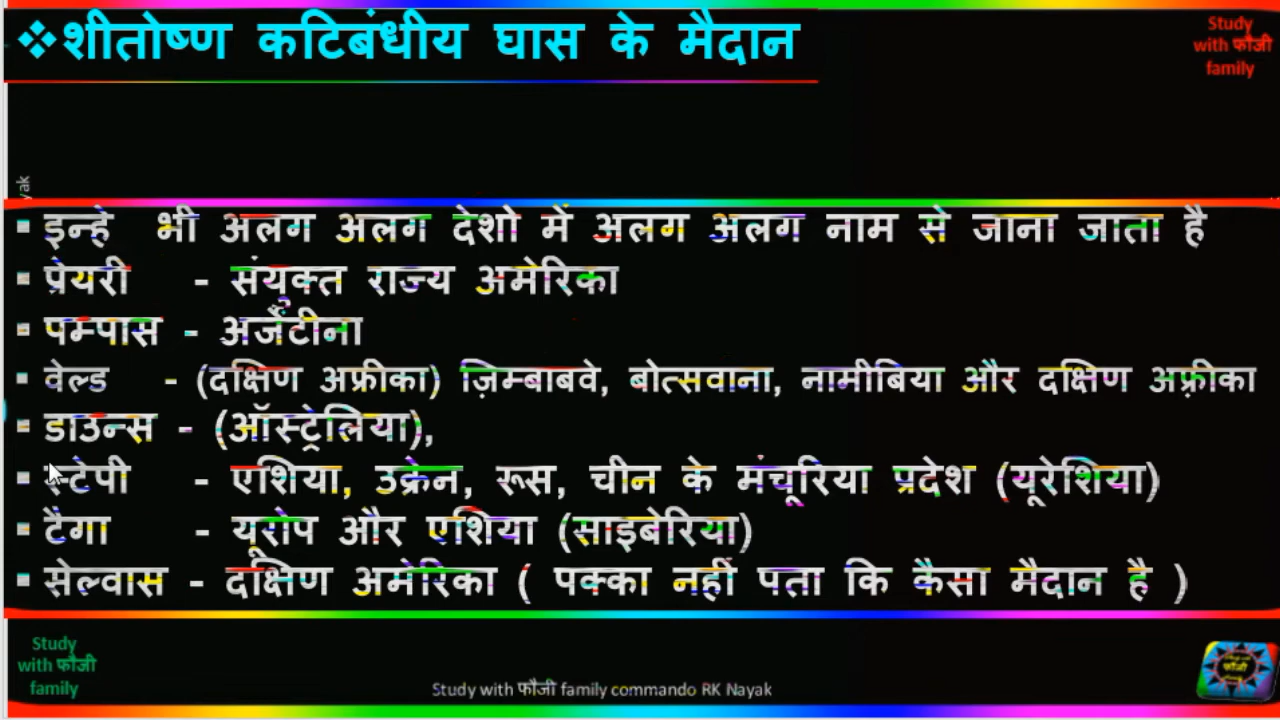 ❖शीतोष्ण कटिबंधीय घास के मैदान
Study
with फौजी
family
yak
▪ इन्हे भी अलग अलग देशो में अलग अलग नाम से जाना जाता है
▪ प्रेयरी - संयुक्त राज्य अमेरिका
▪ पम्पास - अर्जेंटीना
▪ वेल्ड - (दक्षिण अफ्रीका) ज़िम्बाबवे, बोत्सवाना, नामीबिया और दक्षिण अफ़्रीका
▪ डाउन्स - (ऑस्ट्रेलिया),
▪ स्टेपी - एशिया, उक्रेन, रूस, चीन के मंचूरिया प्रदेश (यूरेशिया)
▪ टैगा - यूरोप और एशिया (साइबेरिया)
▪ सेल्वास - दक्षिण अमेरिका ( पक्का नहीं पता कि कैसा मैदान है )
Study
with फौजी
family
Study with फौजी family commando RK Nayak
फौजी